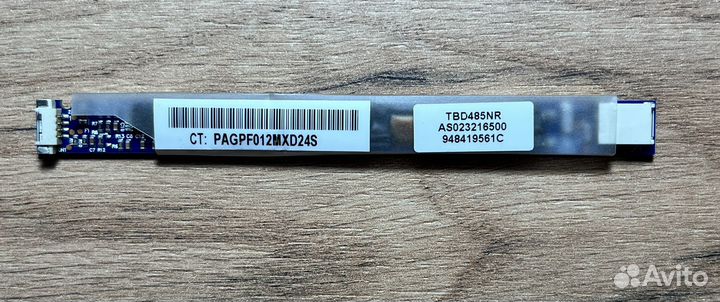 CT: PAGPF012MXD24S
TBD485NR
AS023216500
948419561C
Avito